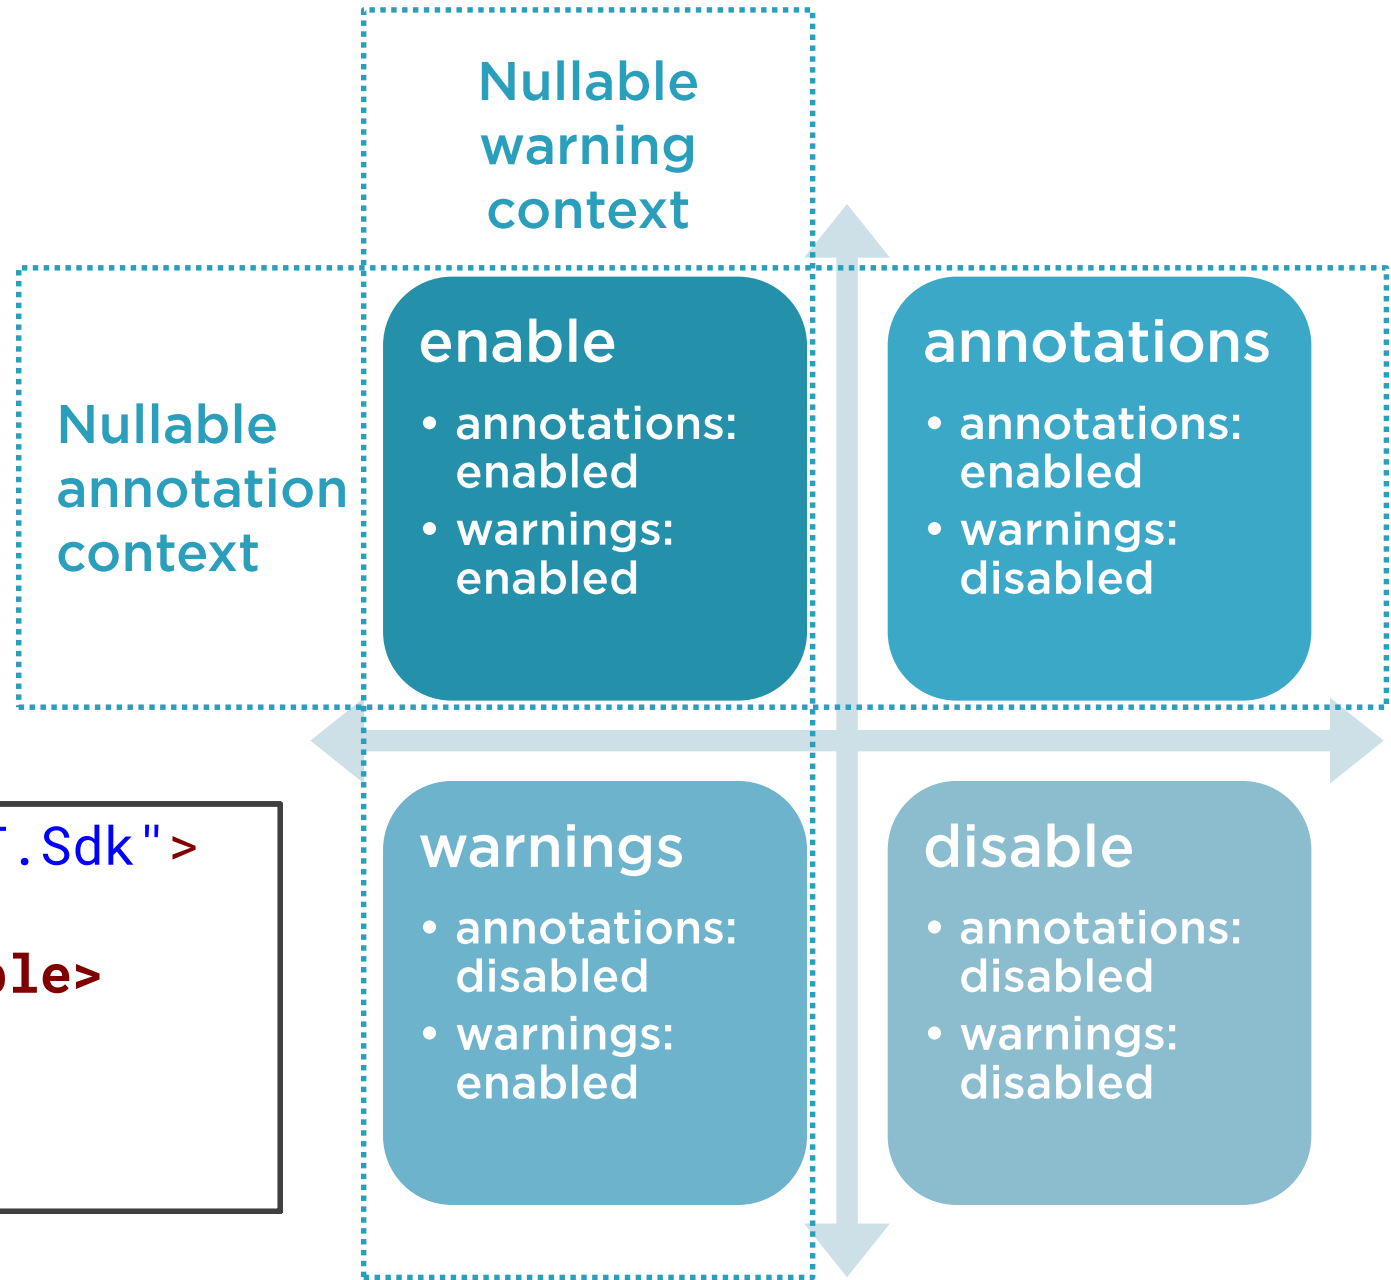 Nullable
warning
context
Nullable
annotation
context
enable
• annotations:
enabled
• warnings:
enabled
annotations
• annotations:
enabled
• warnings:
disabled
warnings
• annotations:
disabled
• warnings:
enabled
disable
• annotations:
disabled
• warnings:
disabled
.Sdk">
le>